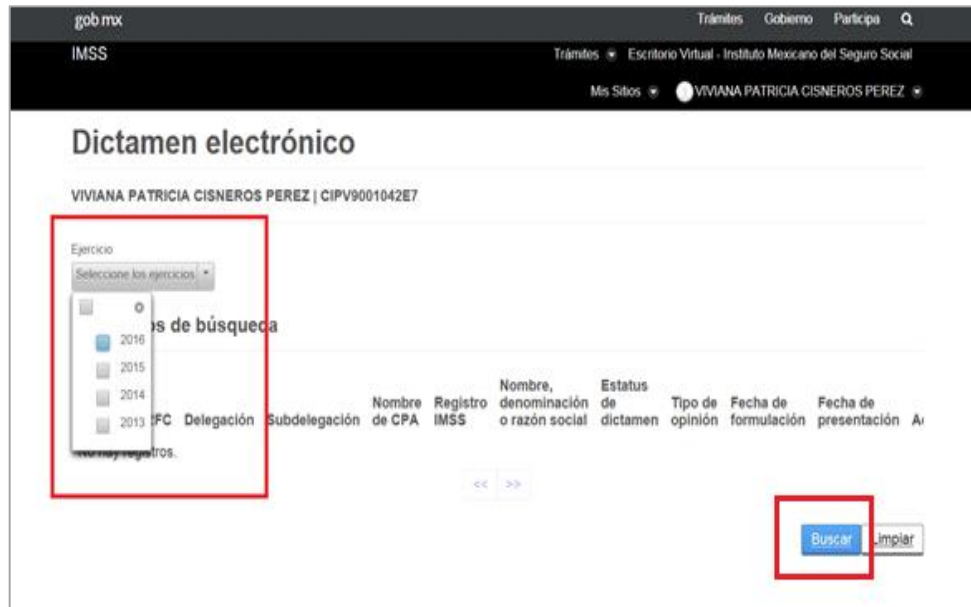 gob mx Trámites Gobierno Participa
IMSS Trámites Escritorio Virtual - Instituto Mexicano del Seguro Social
Mis Sitios VIVIANA PATRICIA CISNEROS PEREZ
Dictamen electrónico
VIVIANA PATRICIA CISNEROS PEREZ | CIPV9001042E7
Ejercicio
Seleccione los ejercicios
os de búsqueda
2016
2015
2014
2013
FC Delegación Subdelegación Nombre de CPA Registro IMSS Nombre, denominación o razón social Estatus de dictamen Tipo de opinión Fecha de formulación Fecha de presentación
No hay registros.
<< >>
Buscar Limpiar